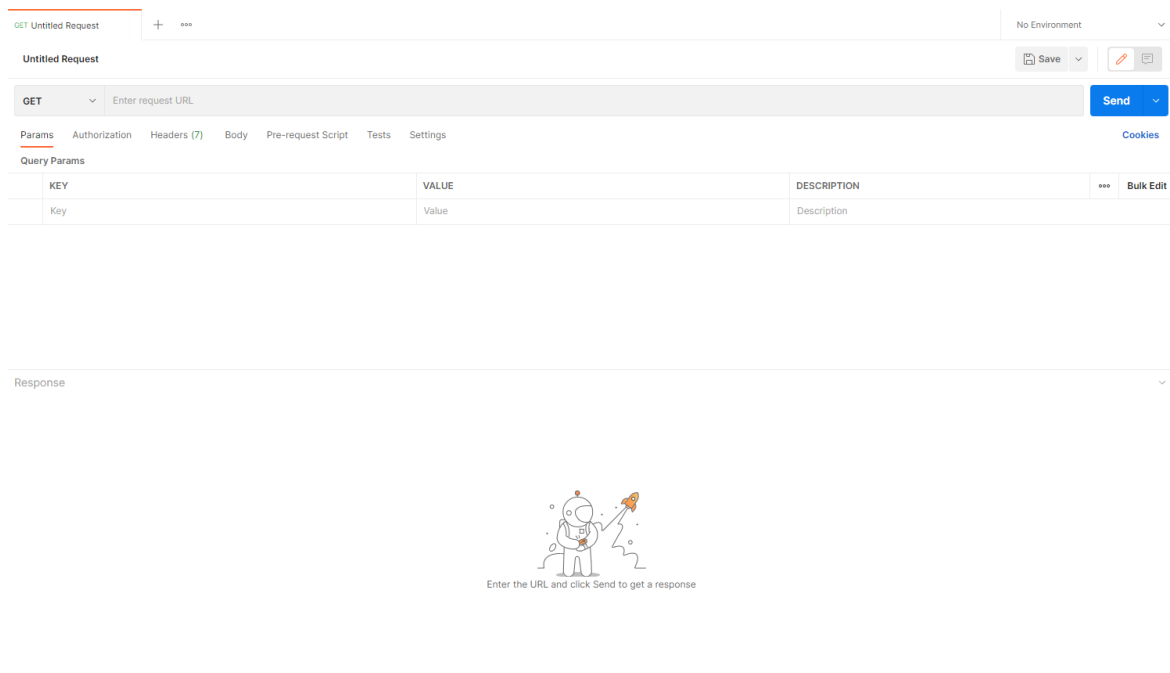 GET Untitled Request No Environment
Untitled Request Save
GET Enter request URL Send
Params Authorization Headers (7) Body Pre-request Script Tests Settings Cookies
Query Params
KEY VALUE DESCRIPTION Bulk Edit
Key Value Description
Response
Enter the URL and click Send to get a response